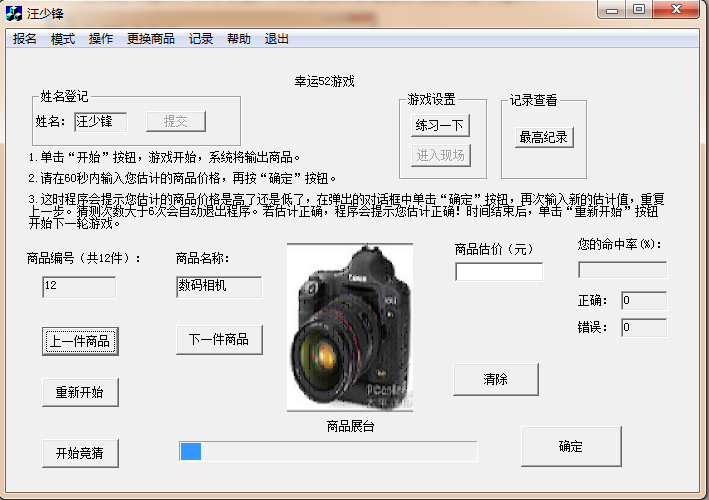 汪少锋
报名 模式 操作 更换商品 记录 帮助 退出
幸运52游戏
姓名登记
姓名： 汪少锋 提交
游戏设置
练习一下
进入现场
记录查看
最高纪录
1.单击“开始”按钮，游戏开始，系统将输出商品。
2.请在60秒内输入您估计的商品价格，再按“确定”按钮。
3.这时程序会提示您估计的商品价格是高了还是低了，在弹出的对话框中单击“确定”按钮，再次输入新的估计值，重复
上一步。猜测次数大于6次会自动退出程序。若估计正确，程序会提示您估计正确！时间结束后，单击“重新开始”按钮
开始下一轮游戏。
商品编号（共12件）：
12
商品名称：
数码相机
商品估价（元）
您的命中率(%)：
正确： 0
错误： 0
上一件商品
下一件商品
重新开始
清除
商品展台
开始竞猜
确定